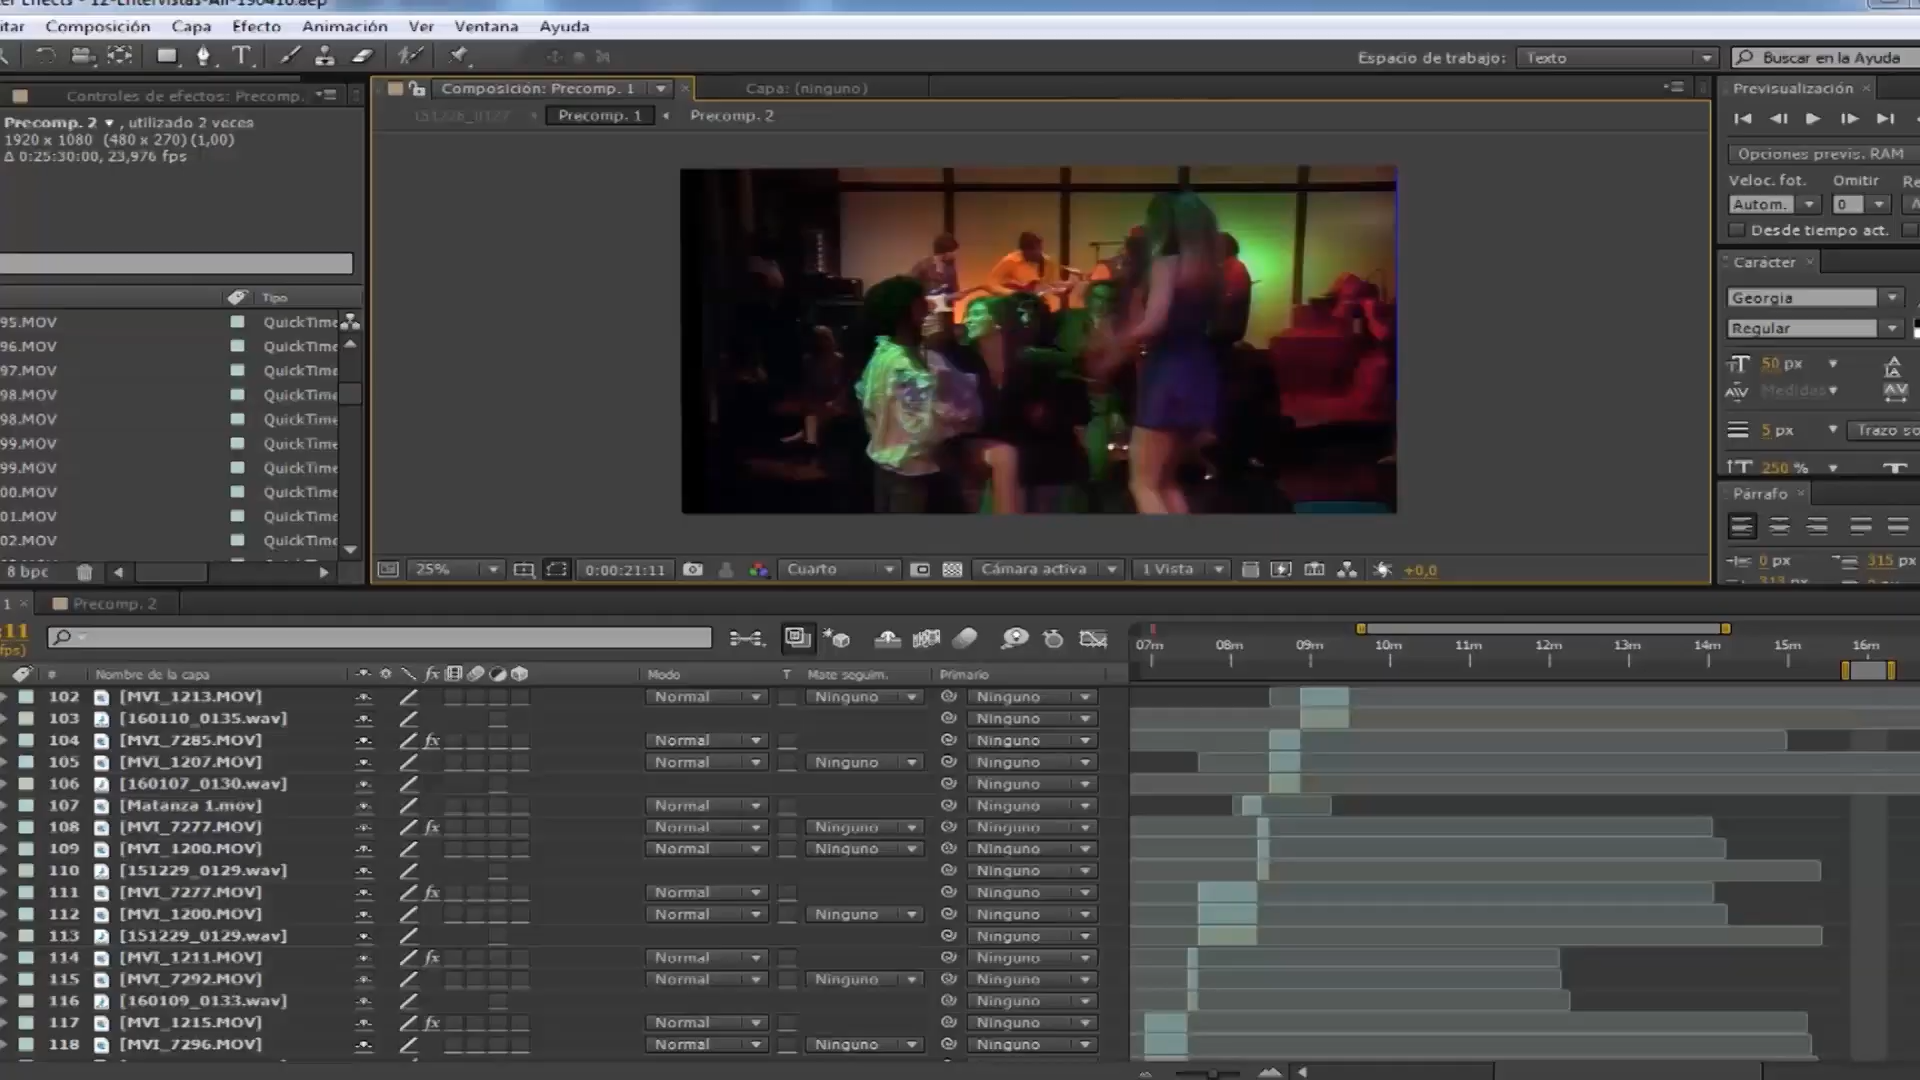 12-Entervistas-All-190416.aep
Composición Capa Efecto Animación Ver Ventana Ayuda
Espacio de trabajo: Texto Buscar en la Ayuda
Controles de efectos: Precomp.
Precomp. 2 , utilizado 2 veces
1920 x 1080 (480 x 270) (1,00)
Δ 0:25:30:00, 23,976 fps
Composición: Precomp. 1 Capa: (ninguno)
151228_0127 Precomp. 1 Precomp. 2
Previsualización
Opciones previs. RAM
Veloc. fot. Omitir Re
Autom. 0
Desde tiempo act.
Carácter
Georgia
Regular
50 px
Medidas
5 px Trazo so
250 %
Párrafo
0 px 315 px
Tipo
95.MOV QuickTime
96.MOV QuickTime
97.MOV QuickTime
98.MOV QuickTime
98.MOV QuickTime
99.MOV QuickTime
99.MOV QuickTime
00.MOV QuickTime
01.MOV QuickTime
02.MOV QuickTime
8 bpc
25% 0:00:21:11 Cuarto Cámara activa 1 Vista +0,0
1 Precomp. 2
:11
fps)
07m 08m 09m 10m 11m 12m 13m 14m 15m 16m
# Nombre de la capa fx Modo T Mate seguim. Primario
102 [MVI_1213.MOV] Normal Ninguno Ninguno
103 [160110_0135.wav] Ninguno
104 [MVI_7285.MOV] fx Normal Ninguno
105 [MVI_1207.MOV] Normal Ninguno Ninguno
106 [160107_0130.wav] Ninguno
107 [Matanza 1.mov] Normal Ninguno
108 [MVI_7277.MOV] fx Normal Ninguno Ninguno
109 [MVI_1200.MOV] Normal Ninguno Ninguno
110 [151229_0129.wav] Ninguno
111 [MVI_7277.MOV] fx Normal Ninguno
112 [MVI_1200.MOV] Normal Ninguno Ninguno
113 [151229_0129.wav] Ninguno
114 [MVI_1211.MOV] fx Normal Ninguno
115 [MVI_7292.MOV] Normal Ninguno Ninguno
116 [160109_0133.wav] Ninguno
117 [MVI_1215.MOV] fx Normal Ninguno
118 [MVI_7296.MOV] Normal Ninguno Ninguno